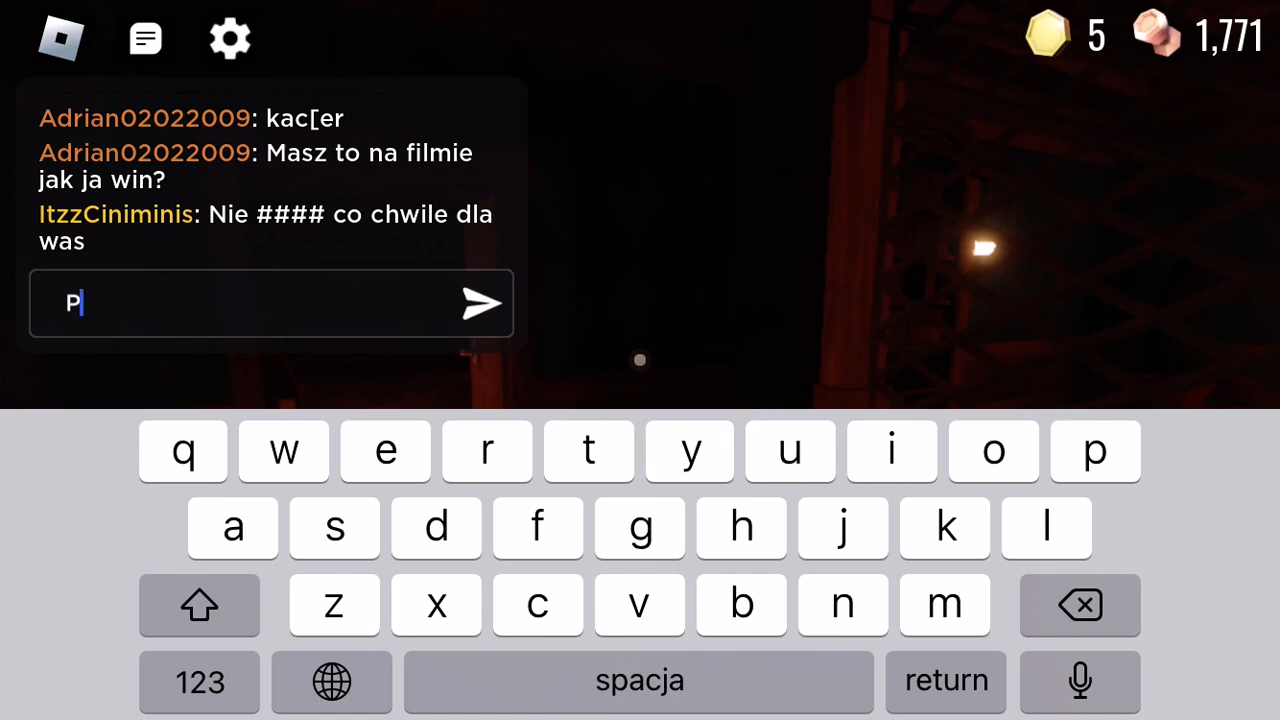 5 1,771
Adrian02022009: kac[er
Adrian02022009: Masz to na filmie
jak ja win?
ItzzCiniminis: Nie #### co chwile dla
was
P
q w e r t y u i o p
a s d f g h j k l
z x c v b n m
123 spacja return